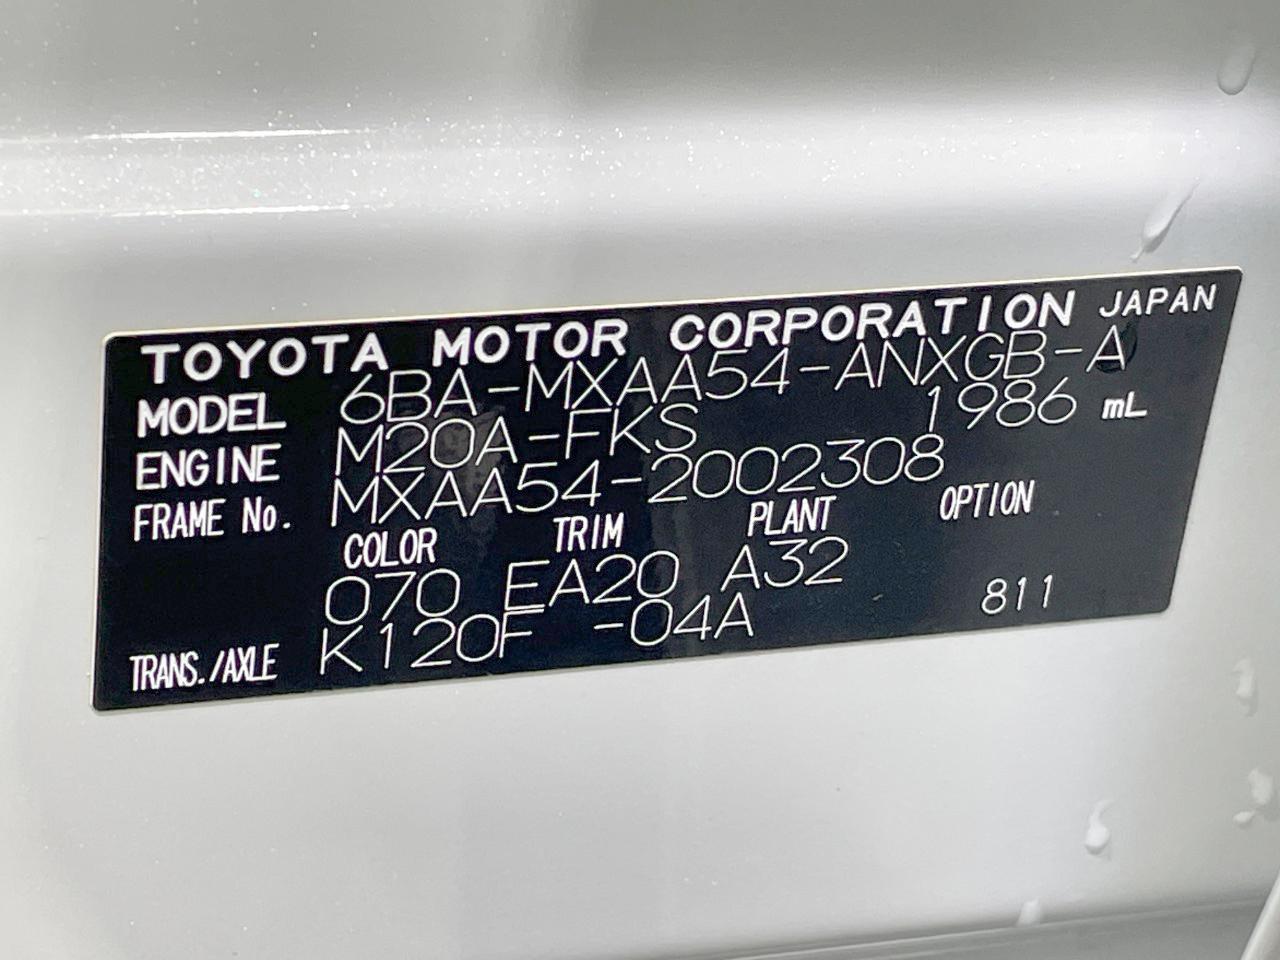 TOYOTA MOTOR CORPORATION JAPAN
MODEL 6BA-MXAA54-ANXGB-A
ENGINE M20A-FKS 1986 mL
FRAME No. MXAA54-2002308
COLOR TRIM PLANT OPTION
070 EA20 A32
TRANS./AXLE K120F -04A 811